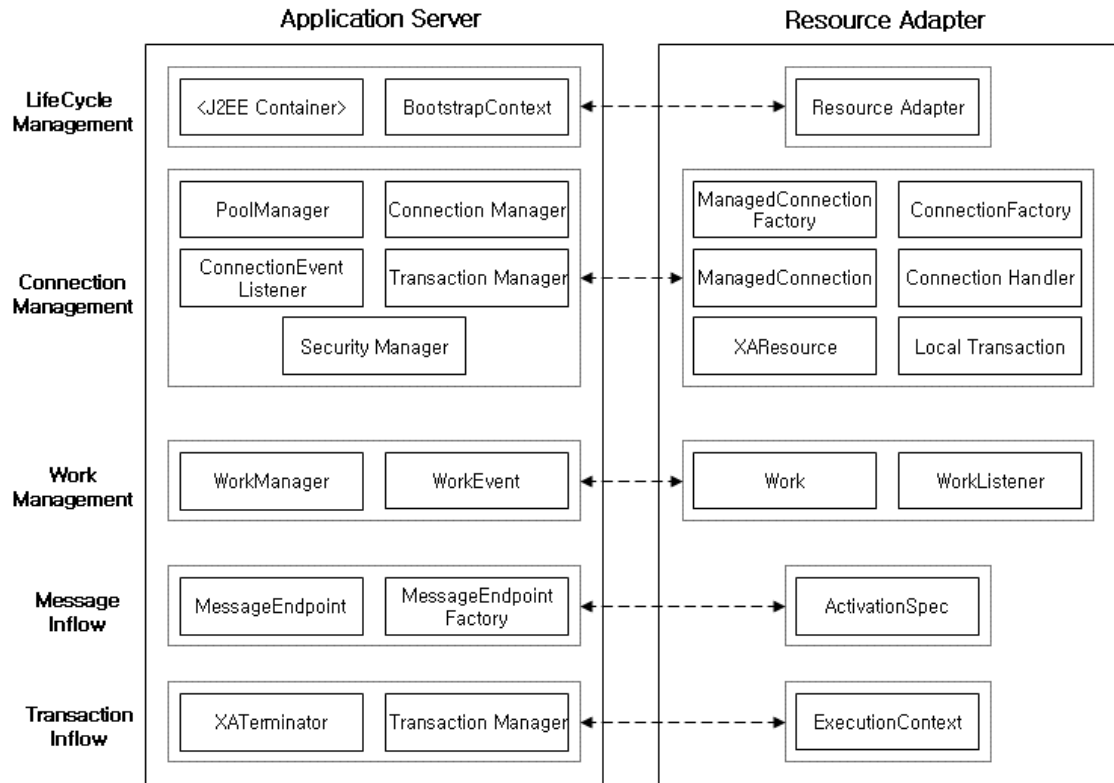 Application Server
Resource Adapter
LifeCycle
Management
<J2EE Container>
BootstrapContext
Resource Adapter
Connection
Management
PoolManager
Connection Manager
ConnectionEvent
Listener
Transaction Manager
Security Manager
ManagedConnection
Factory
ConnectionFactory
ManagedConnection
Connection Handler
XAResource
Local Transaction
Work
Management
WorkManager
WorkEvent
Work
WorkListener
Message
Inflow
MessageEndpoint
MessageEndpoint
Factory
ActivationSpec
Transaction
Inflow
XATerminator
Transaction Manager
ExecutionContext